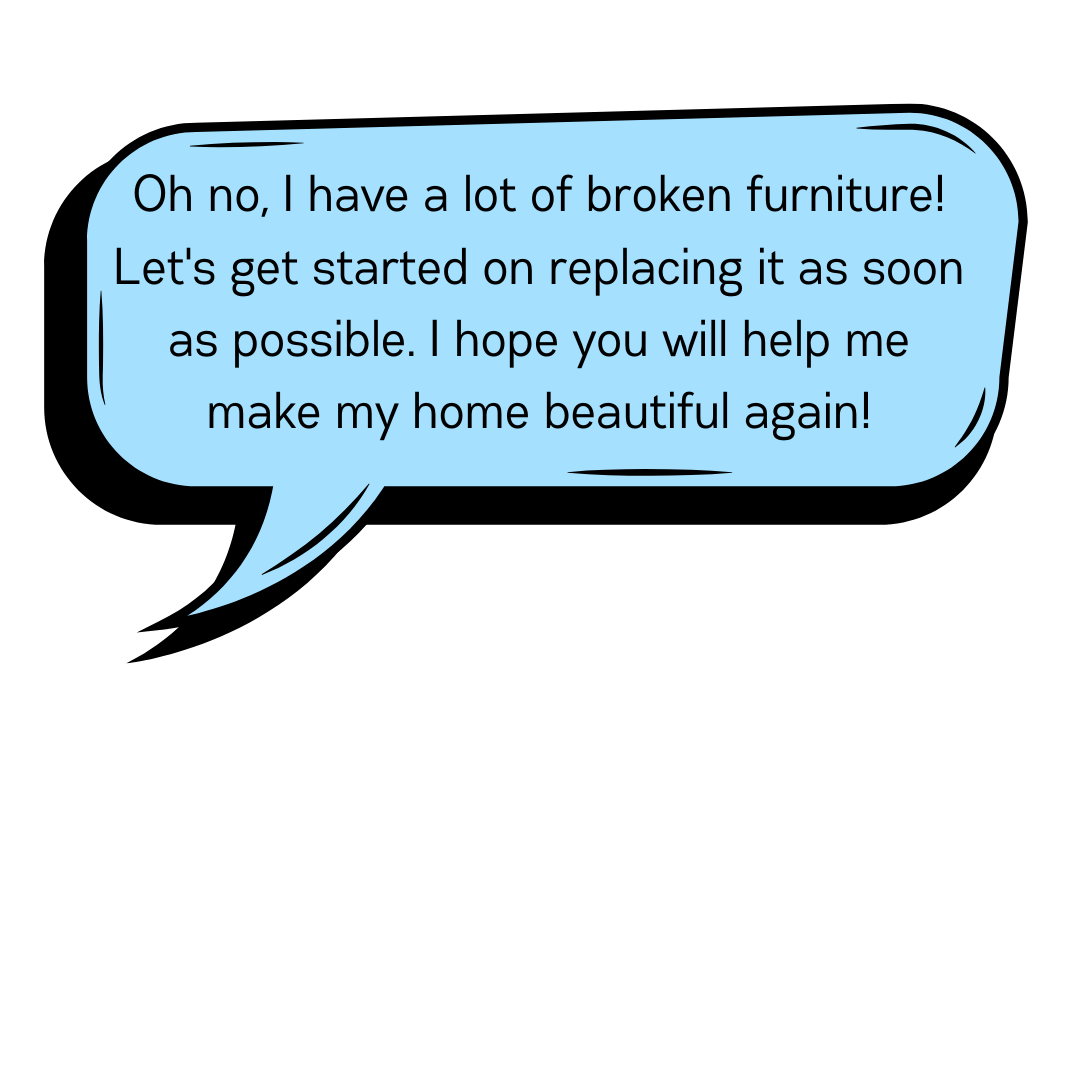 Oh no, I have a lot of broken furniture!
Let's get started on replacing it as soon
as possible. I hope you will help me
make my home beautiful again!